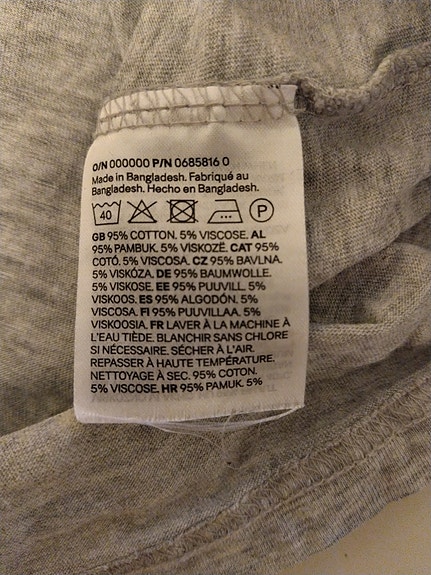 O/N 000000 P/N 0685816 0
Made in Bangladesh. Fabriqué au
Bangladesh. Hecho en Bangladesh.
40 P
GB 95% COTTON. 5% VISCOSE. AL
95% PAMBUK. 5% VISKOZË. CAT 95%
COTÓ. 5% VISCOSA. CZ 95% BAVLNA.
5% VISKÓZA. DE 95% BAUMWOLLE.
5% VISKOSE. EE 95% PUUVILL. 5%
VISKOOS. ES 95% ALGODÓN. 5%
VISCOSA. FI 95% PUUVILLAA. 5%
VISKOOSIA. FR LAVER À LA MACHINE À
L'EAU TIÈDE. BLANCHIR SANS CHLORE
SI NÉCESSAIRE. SÉCHER À L'AIR.
REPASSER À HAUTE TEMPÉRATURE.
NETTOYAGE À SEC. 95% COTON.
5% VISCOSE. HR 95% PAMUK. 5%